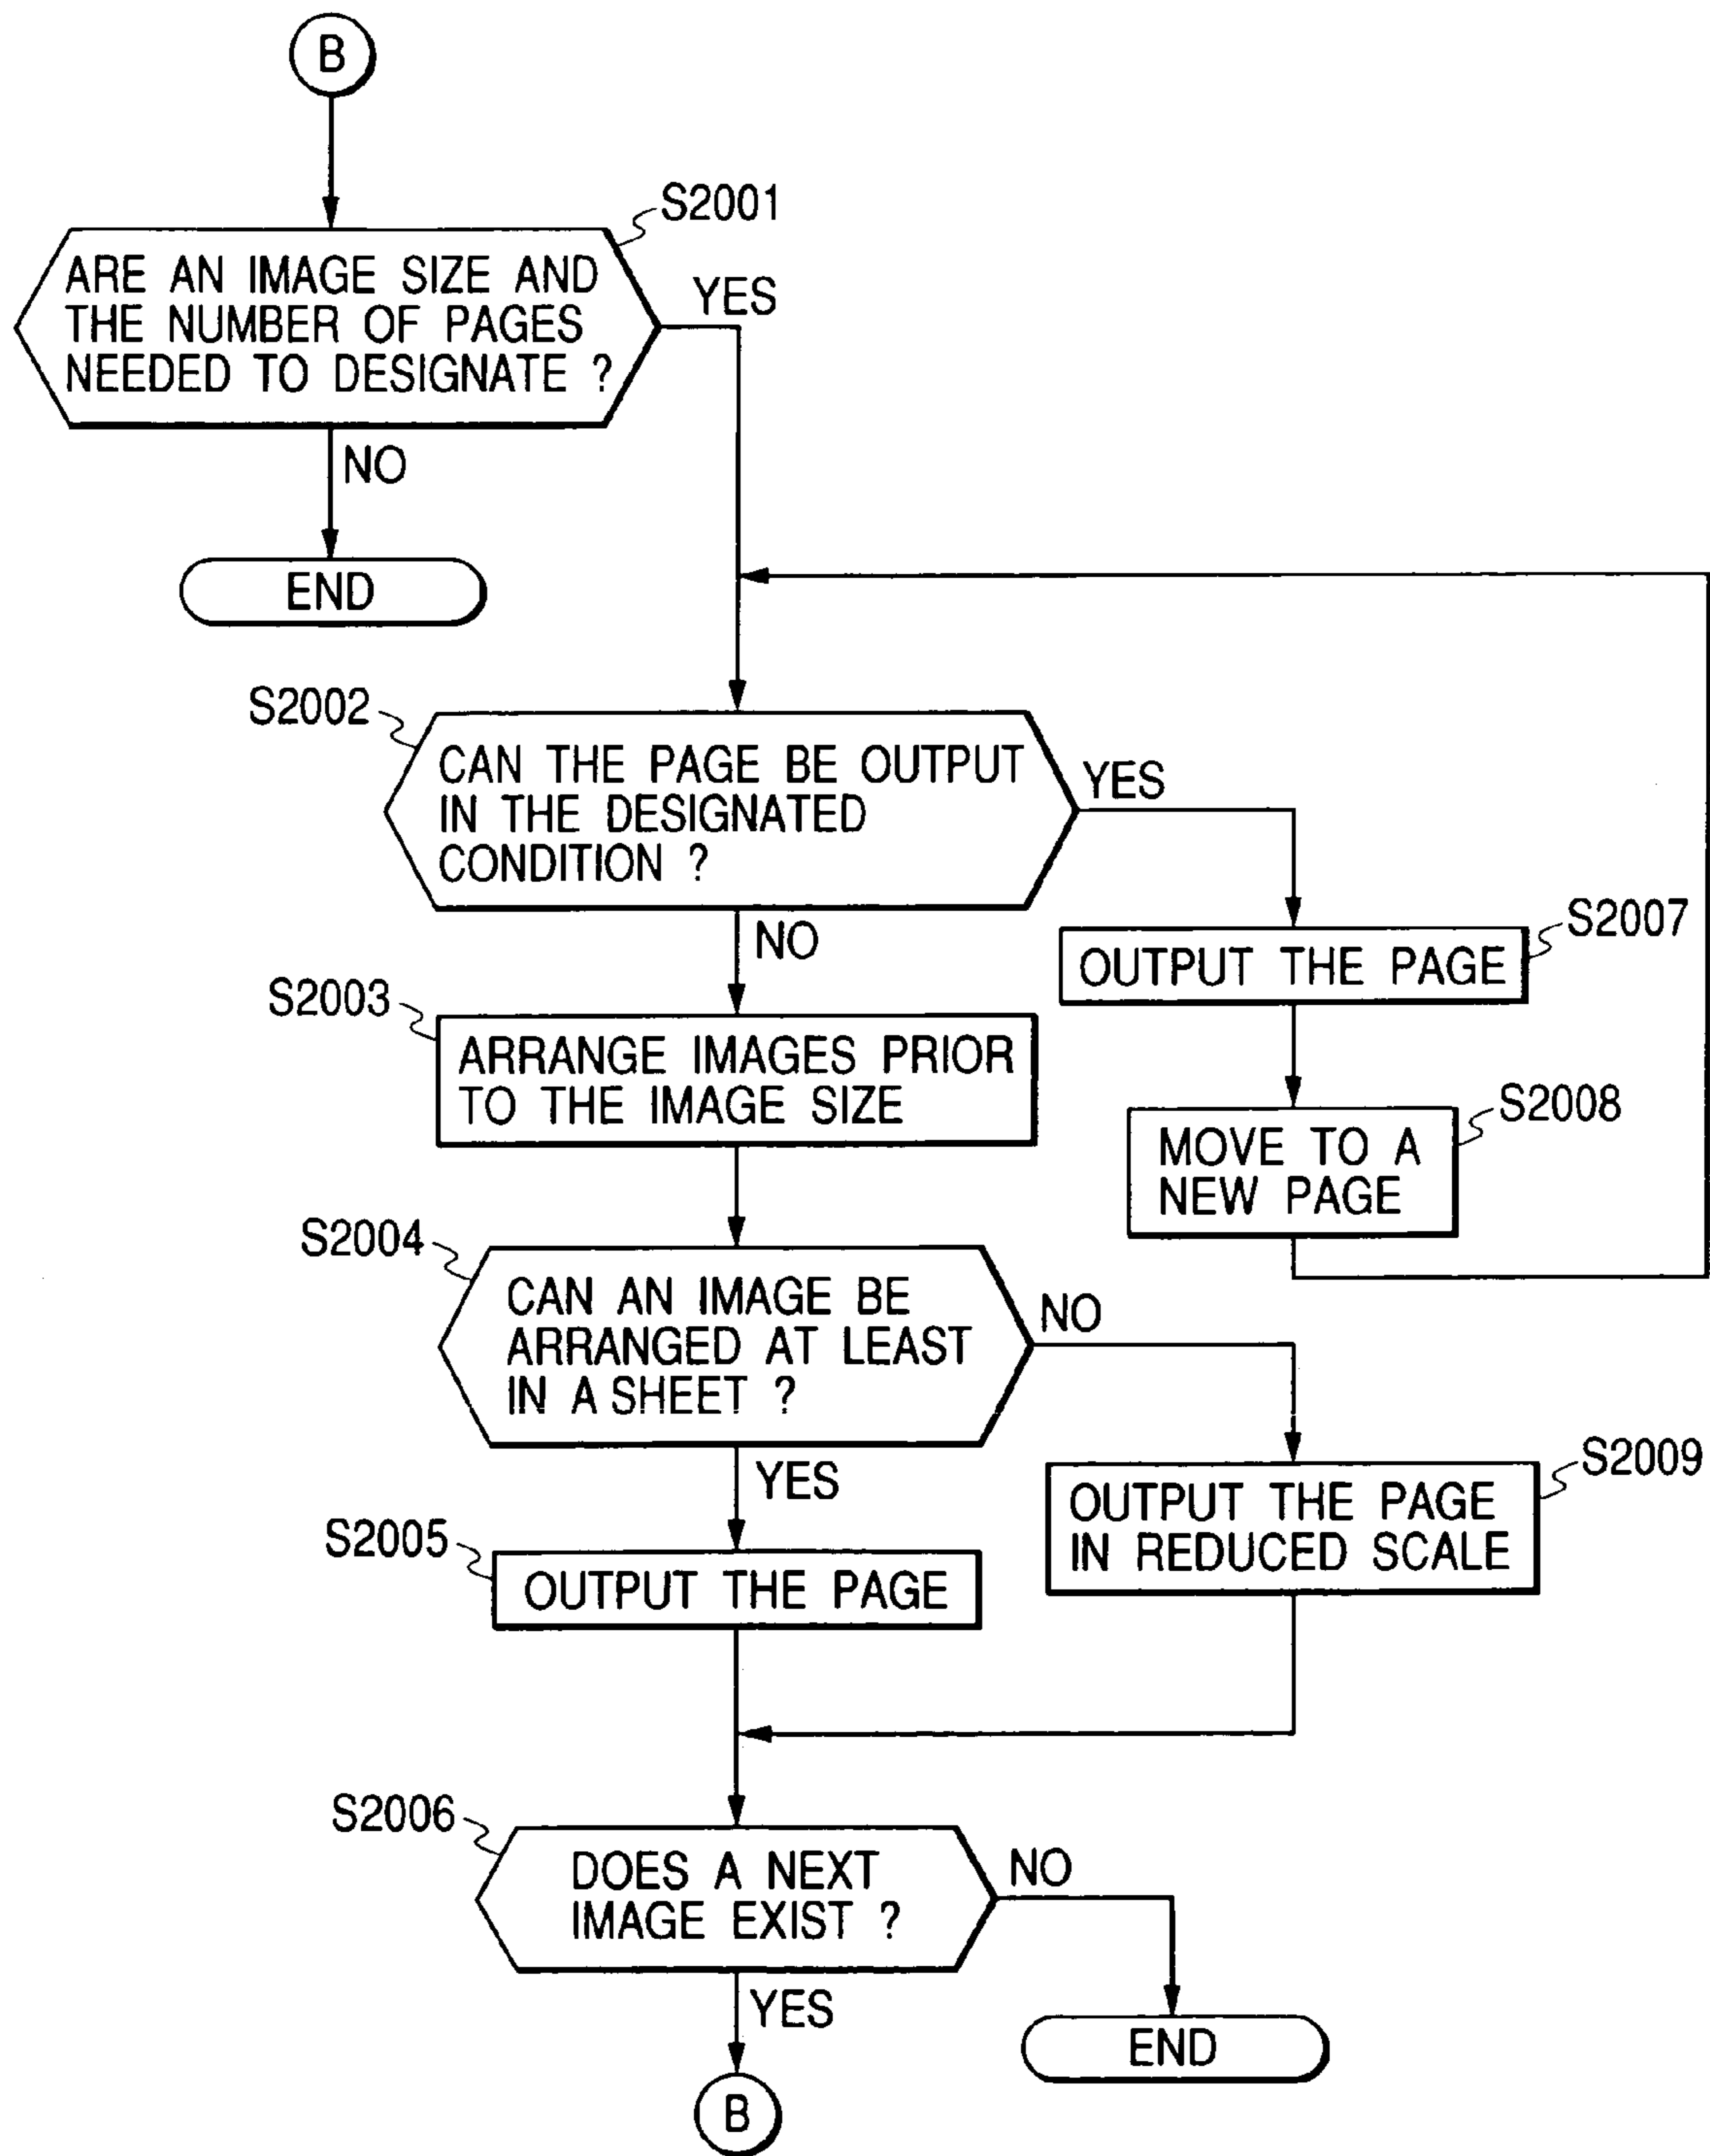 B
S2001
ARE AN IMAGE SIZE AND
THE NUMBER OF PAGES
NEEDED TO DESIGNATE ?
YES
NO
END
S2002
CAN THE PAGE BE OUTPUT
IN THE DESIGNATED
CONDITION ?
YES
NO
S2007
OUTPUT THE PAGE
S2003
ARRANGE IMAGES PRIOR
TO THE IMAGE SIZE
S2008
MOVE TO A
NEW PAGE
S2004
CAN AN IMAGE BE
ARRANGED AT LEAST
IN A SHEET ?
NO
YES
S2009
OUTPUT THE PAGE
IN REDUCED SCALE
S2005
OUTPUT THE PAGE
S2006
DOES A NEXT
IMAGE EXIST ?
NO
YES
END
B